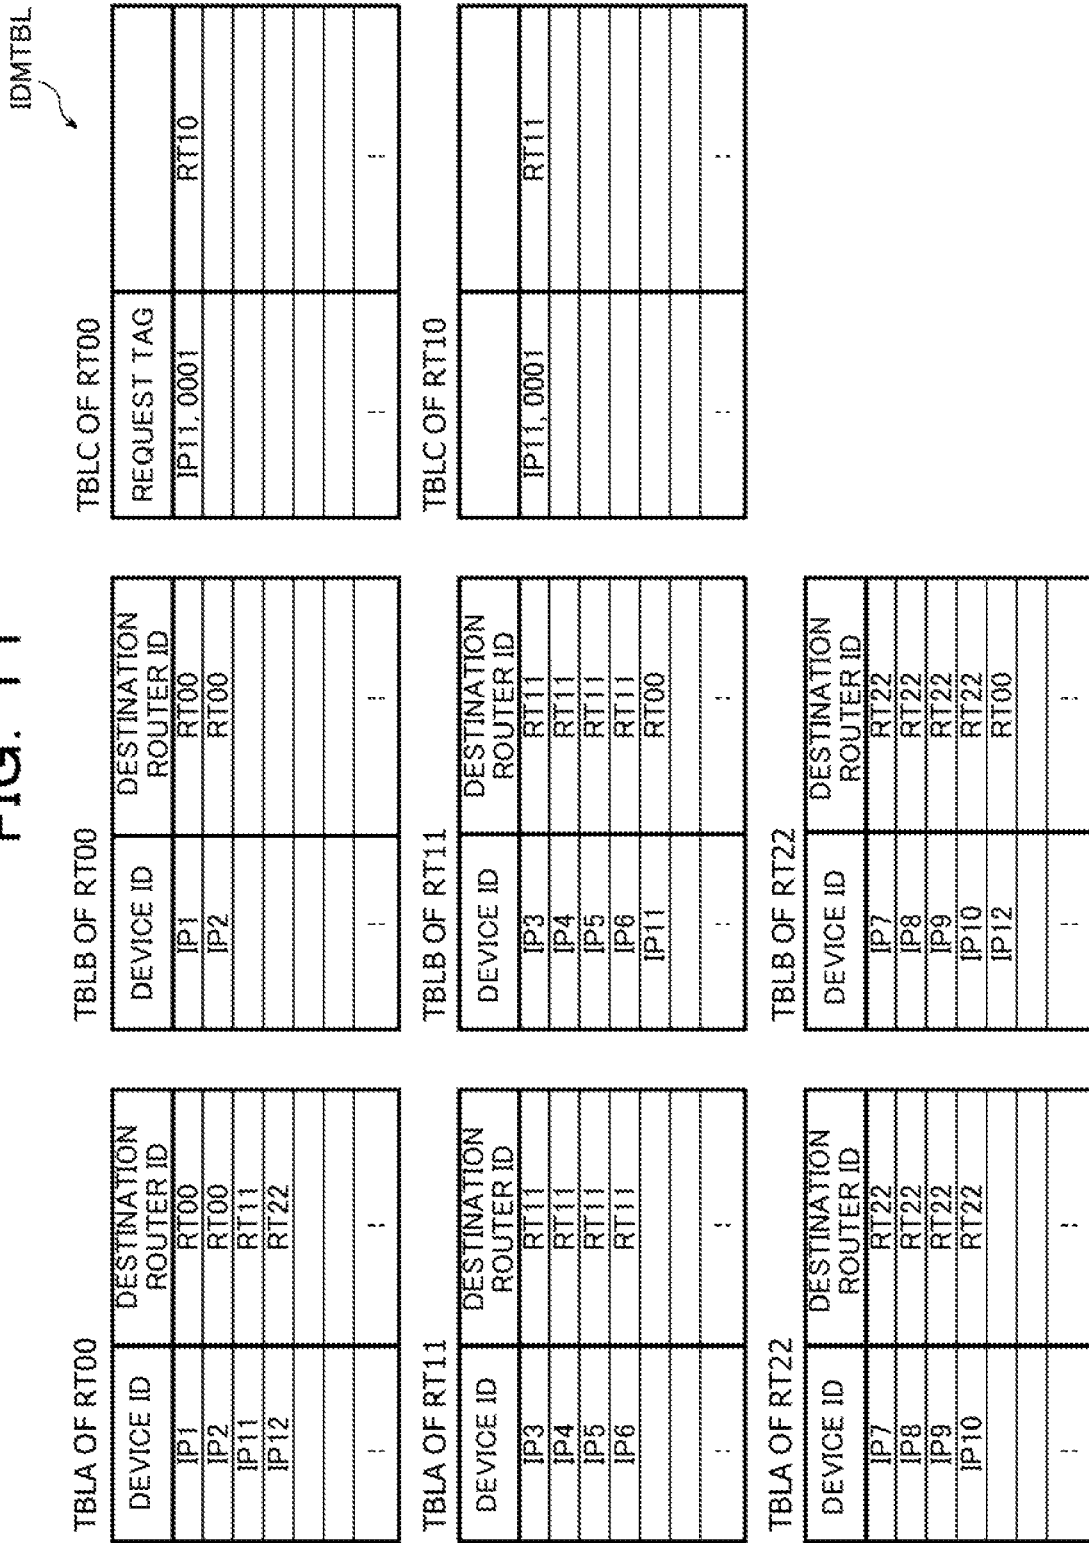 FIG. 11
IDMTBL
TBLA OF RT00
DEVICE ID DESTINATION
ROUTER ID
IP1 RT00
IP2 RT00
IP11 RT11
IP12 RT22
TBLB OF RT00
DEVICE ID DESTINATION
ROUTER ID
IP1 RT00
IP2 RT00
TBLC OF RT00
REQUEST TAG
IP11, 0001 RT10
TBLA OF RT11
DEVICE ID DESTINATION
ROUTER ID
IP3 RT11
IP4 RT11
IP5 RT11
IP6 RT11
TBLB OF RT11
DEVICE ID DESTINATION
ROUTER ID
IP3 RT11
IP4 RT11
IP5 RT11
IP6 RT11
IP11 RT00
TBLC OF RT10
IP11, 0001 RT11
TBLA OF RT22
DEVICE ID DESTINATION
ROUTER ID
IP7 RT22
IP8 RT22
IP9 RT22
IP10 RT22
TBLB OF RT22
DEVICE ID DESTINATION
ROUTER ID
IP7 RT22
IP8 RT22
IP9 RT22
IP10 RT22
IP12 RT00